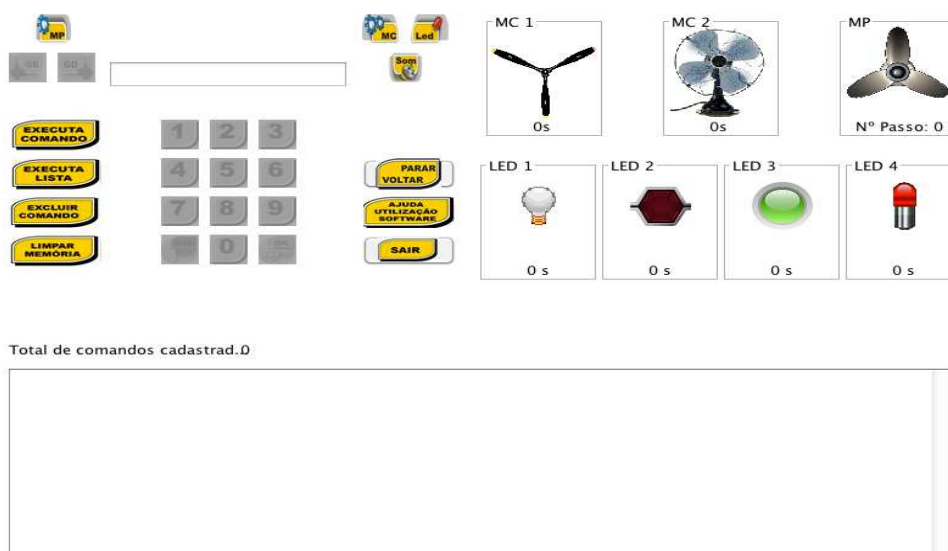 MP
MC
Led
GB
GD
Som
EXECUTA
COMANDO
EXECUTA
LISTA
EXCLUIR
COMANDO
LIMPAR
MEMÓRIA
1 2 3
4 5 6
7 8 9
0
PARAR
VOLTAR
AJUDA
UTILIZAÇÃO
SOFTWARE
SAIR
MC 1
0s
MC 2
0s
MP
Nº Passo: 0
LED 1
0 s
LED 2
0 s
LED 3
0 s
LED 4
0 s
Total de comandos cadastrad..0